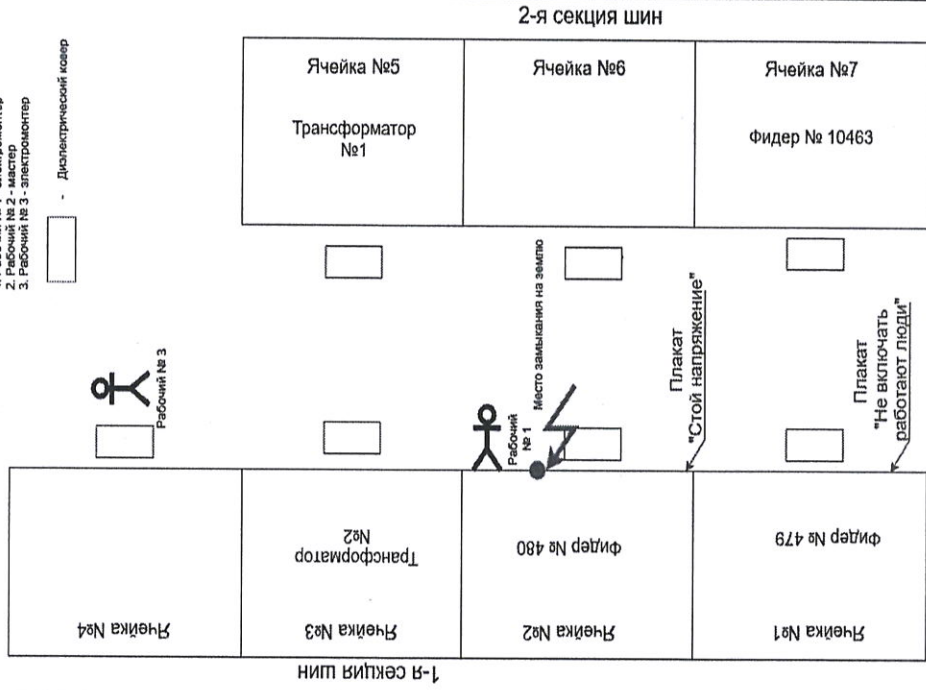 2. Рабочий № 2 - мастер
3. Рабочий № 3 - электромонтер
- Диэлектрический ковер
2-я секция шин
Ячейка №5
Трансформатор
№1
Ячейка №6
Ячейка №7
Фидер № 10463
Рабочий № 3
Рабочий
№ 1
Место замыкания на землю
Плакат
"Стой напряжение"
Плакат
"Не включать
работают люди"
Ячейка №4
Трансформатор
№2
Ячейка №3
Фидер № 480
Ячейка №2
Фидер № 479
Ячейка №1
1-я секция шин